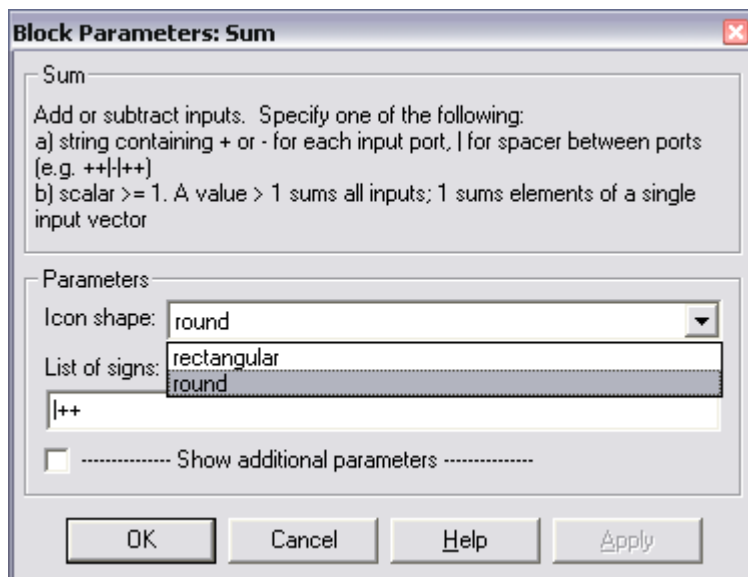 Block Parameters: Sum
Sum
Add or subtract inputs. Specify one of the following:
a) string containing + or - for each input port, | for spacer between ports
(e.g. ++|-|++)
b) scalar >= 1. A value > 1 sums all inputs; 1 sums elements of a single
input vector
Parameters
Icon shape: round
rectangular
List of signs: round
|++
-------------- Show additional parameters --------------
OK Cancel Help Apply